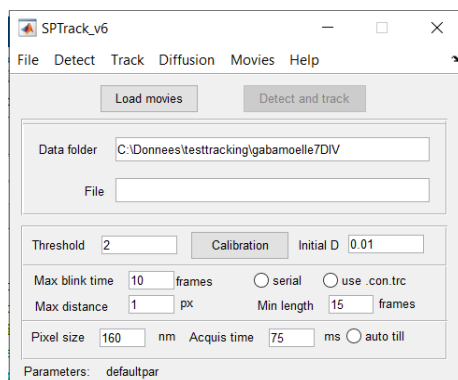 SPTrack_v6
File Detect Track Diffusion Movies Help
Load movies Detect and track
Data folder C:\Donnees\testtracking\gabamoelle7DIV
File
Threshold 2 Calibration Initial D 0.01
Max blink time 10 frames serial use .con.trc
Max distance 1 px Min length 15 frames
Pixel size 160 nm Acquis time 75 ms auto till
Parameters: defaultpar